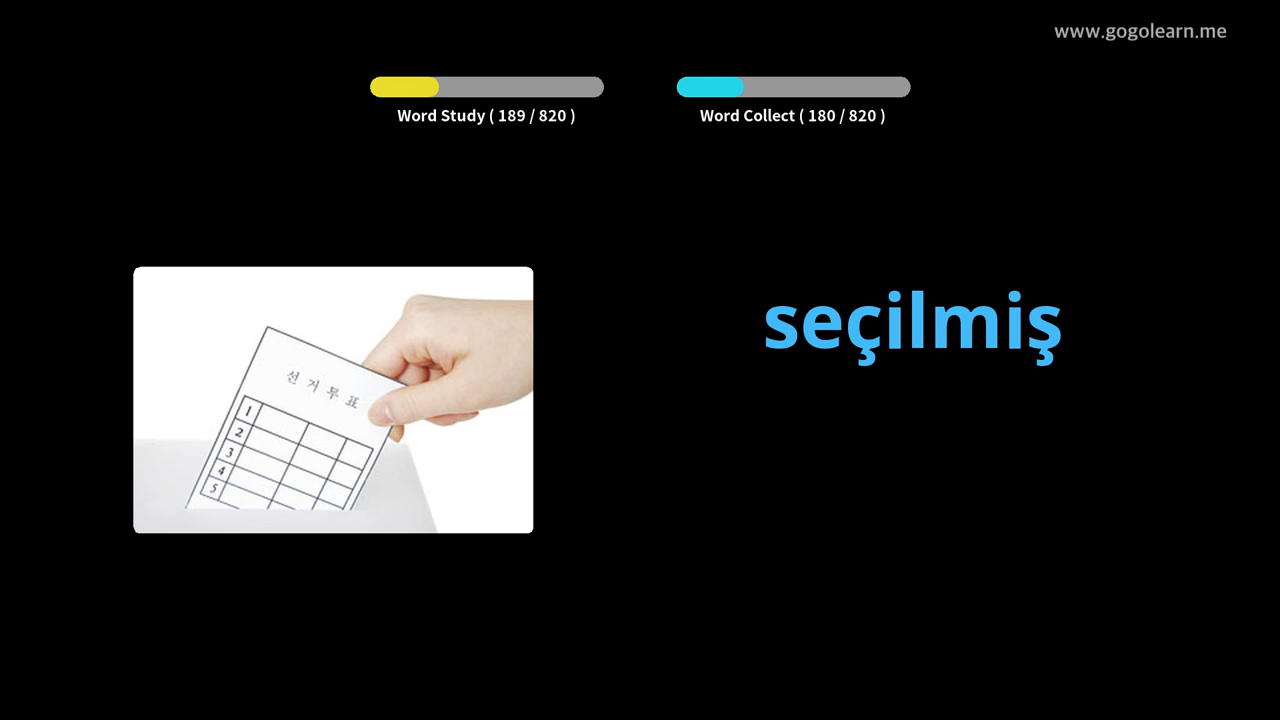 www.gogolearn.me
Word Study ( 189 / 820 )
Word Collect ( 180 / 820 )
seçilmiş
선거투표
1
2
3
4
5